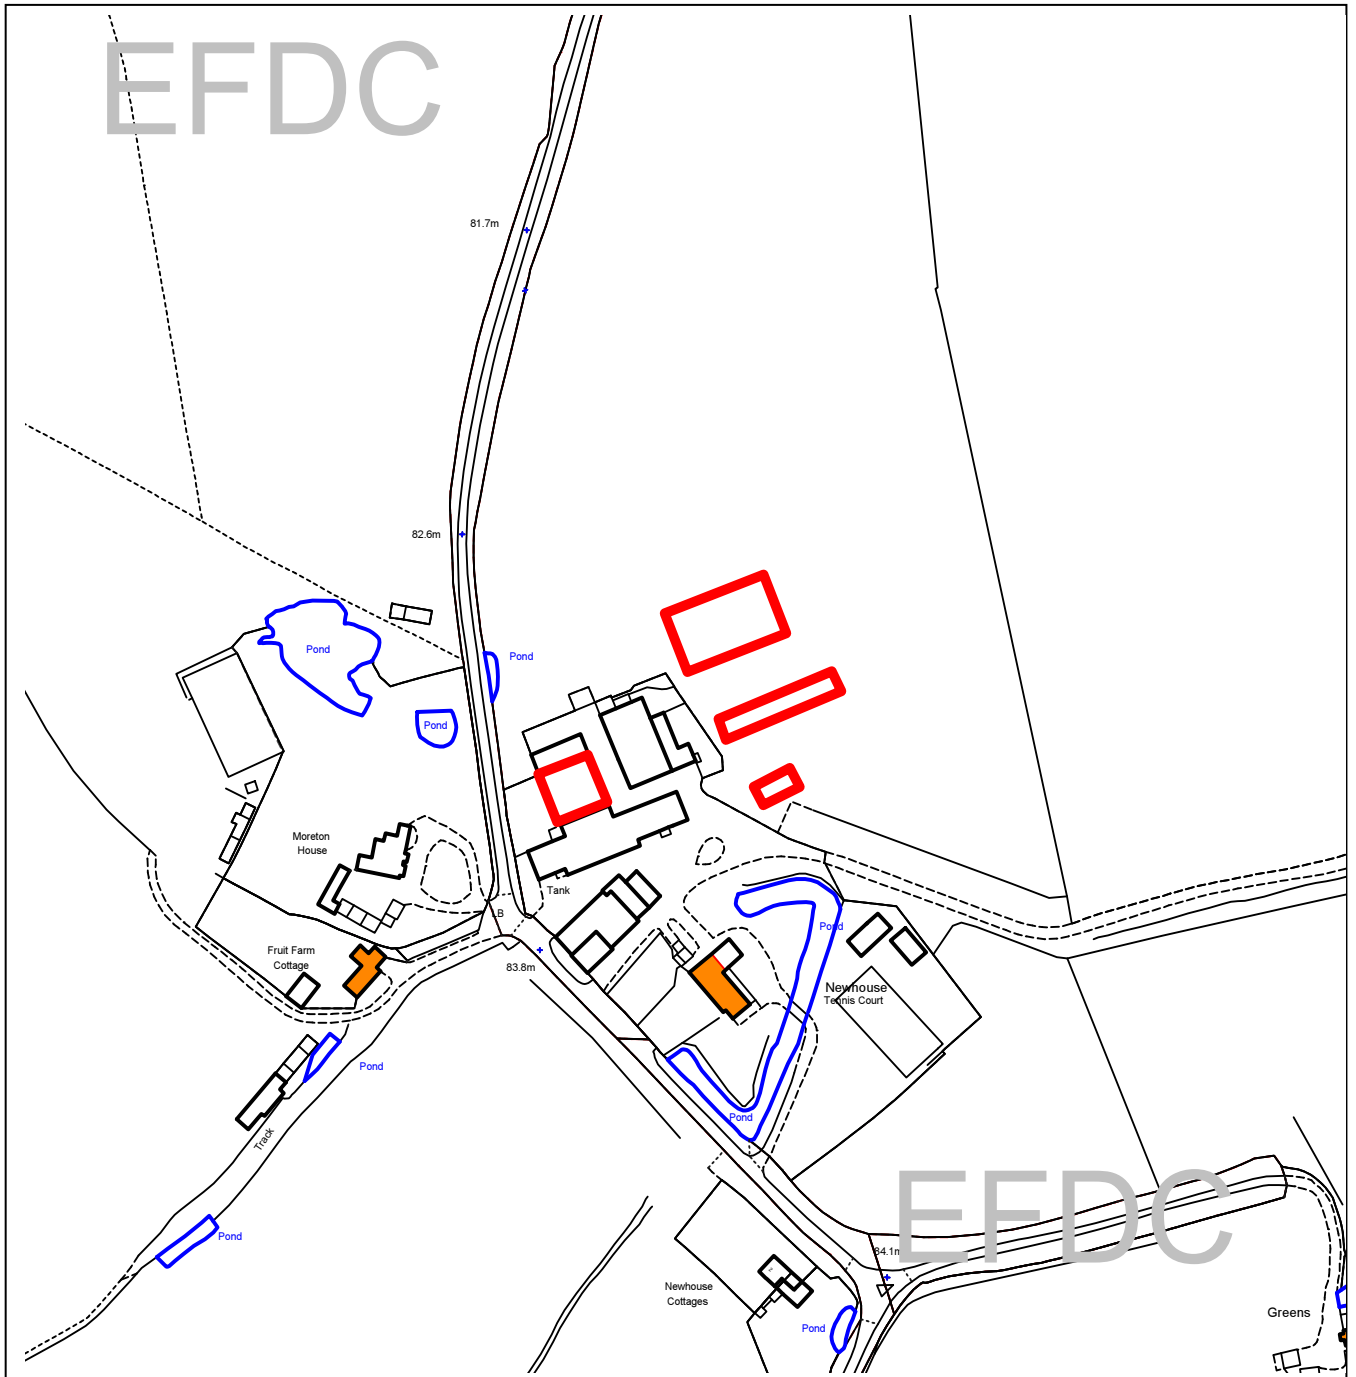 EFDC
81.7m
82.6m
Pond
Pond
Pond
Moreton
House
Tank
LB
Pond
Fruit Farm
Cottage
83.8m
Newhouse
Tennis Court
Pond
Pond
Track
EFDC
Pond
84.1m
Newhouse
Cottages
Greens
Pond